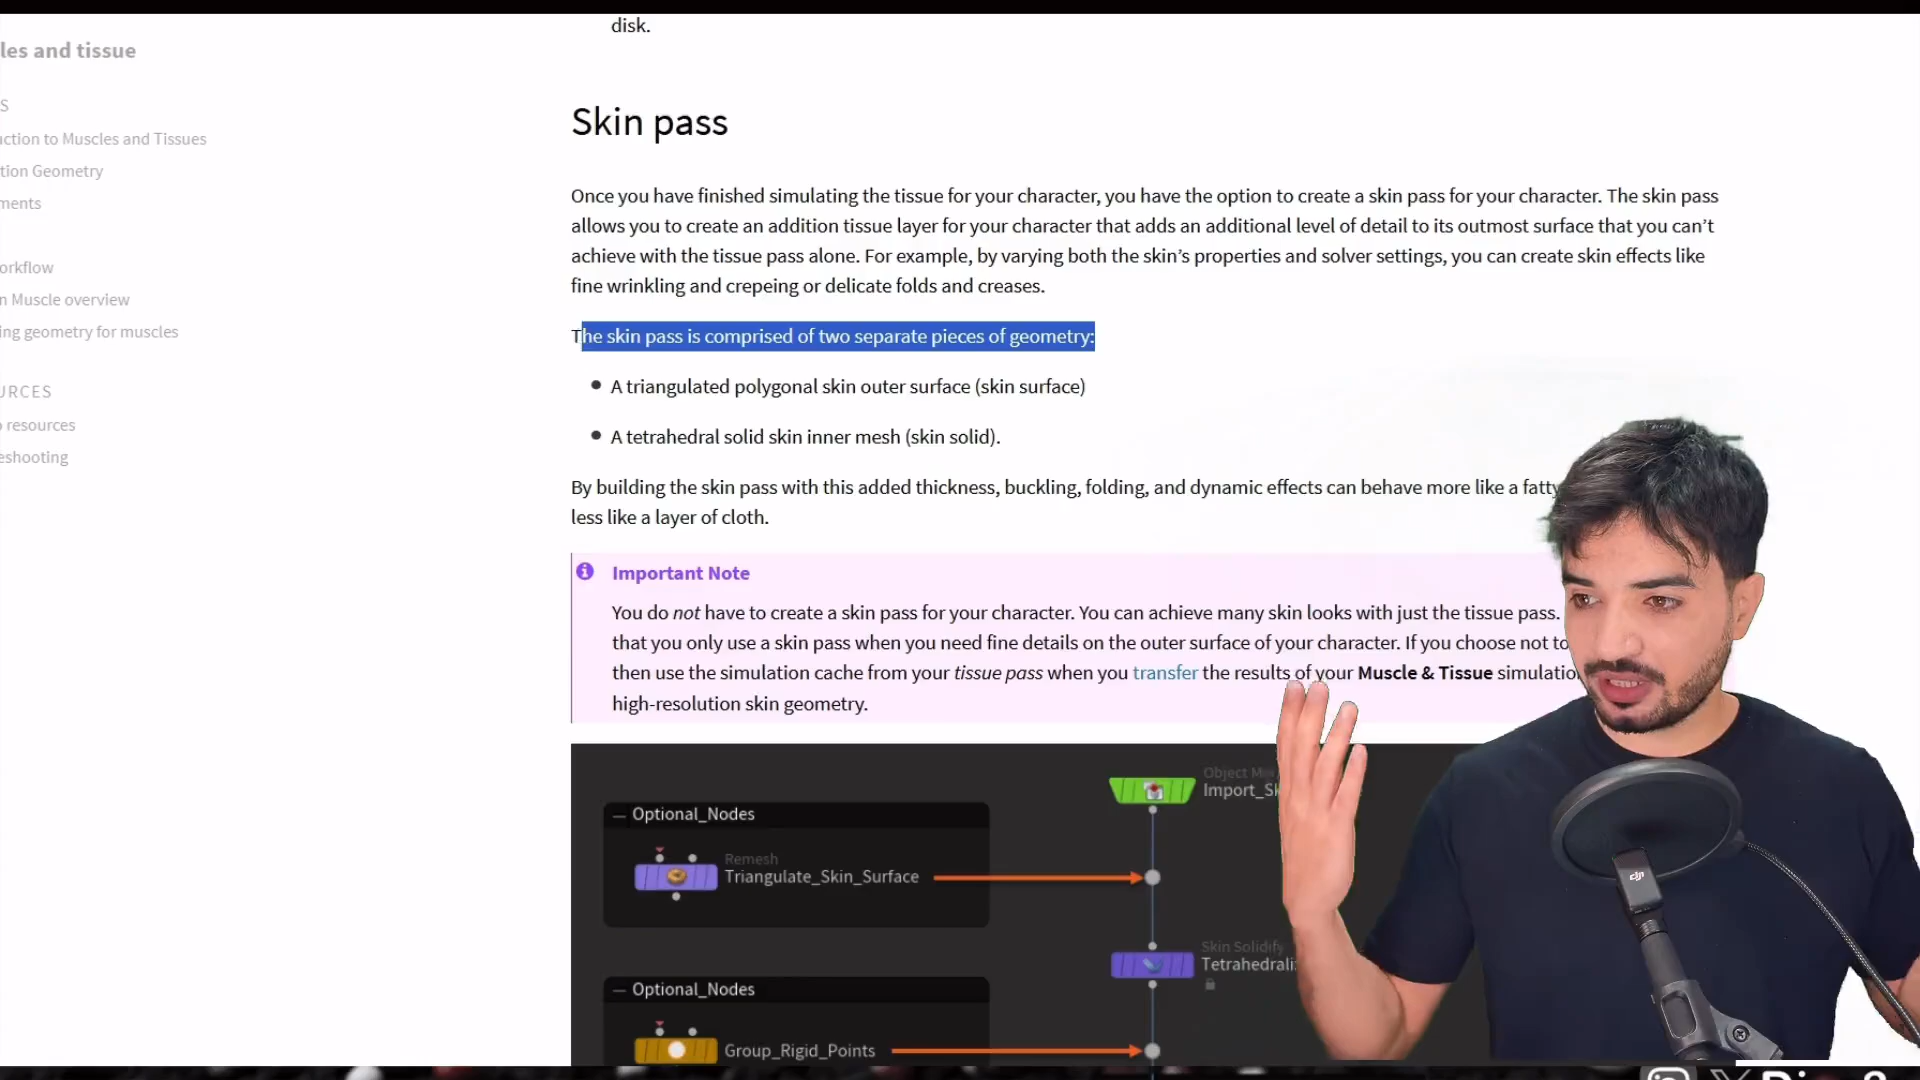 disk.
les and tissue
Skin pass
S
uction to Muscles and Tissues
tion Geometry
ments
orkflow
n Muscle overview
ing geometry for muscles
URCES
resources
eshooting
Once you have finished simulating the tissue for your character, you have the option to create a skin pass for your character. The skin pass
allows you to create an addition tissue layer for your character that adds an additional level of detail to its outmost surface that you can’t
achieve with the tissue pass alone. For example, by varying both the skin’s properties and solver settings, you can create skin effects like
fine wrinkling and crepeing or delicate folds and creases.
The skin pass is comprised of two separate pieces of geometry:
A triangulated polygonal skin outer surface (skin surface)
A tetrahedral solid skin inner mesh (skin solid).
By building the skin pass with this added thickness, buckling, folding, and dynamic effects can behave more like a fatty
less like a layer of cloth.
Important Note
You do not have to create a skin pass for your character. You can achieve many skin looks with just the tissue pass.
that you only use a skin pass when you need fine details on the outer surface of your character. If you choose not to
then use the simulation cache from your tissue pass when you transfer the results of your Muscle & Tissue simulation
high-resolution skin geometry.
Object M
Import_Sk
Optional_Nodes
Remesh
Triangulate_Skin_Surface
Skin Solidify
Tetrahedrali
Optional_Nodes
Group_Rigid_Points
dji